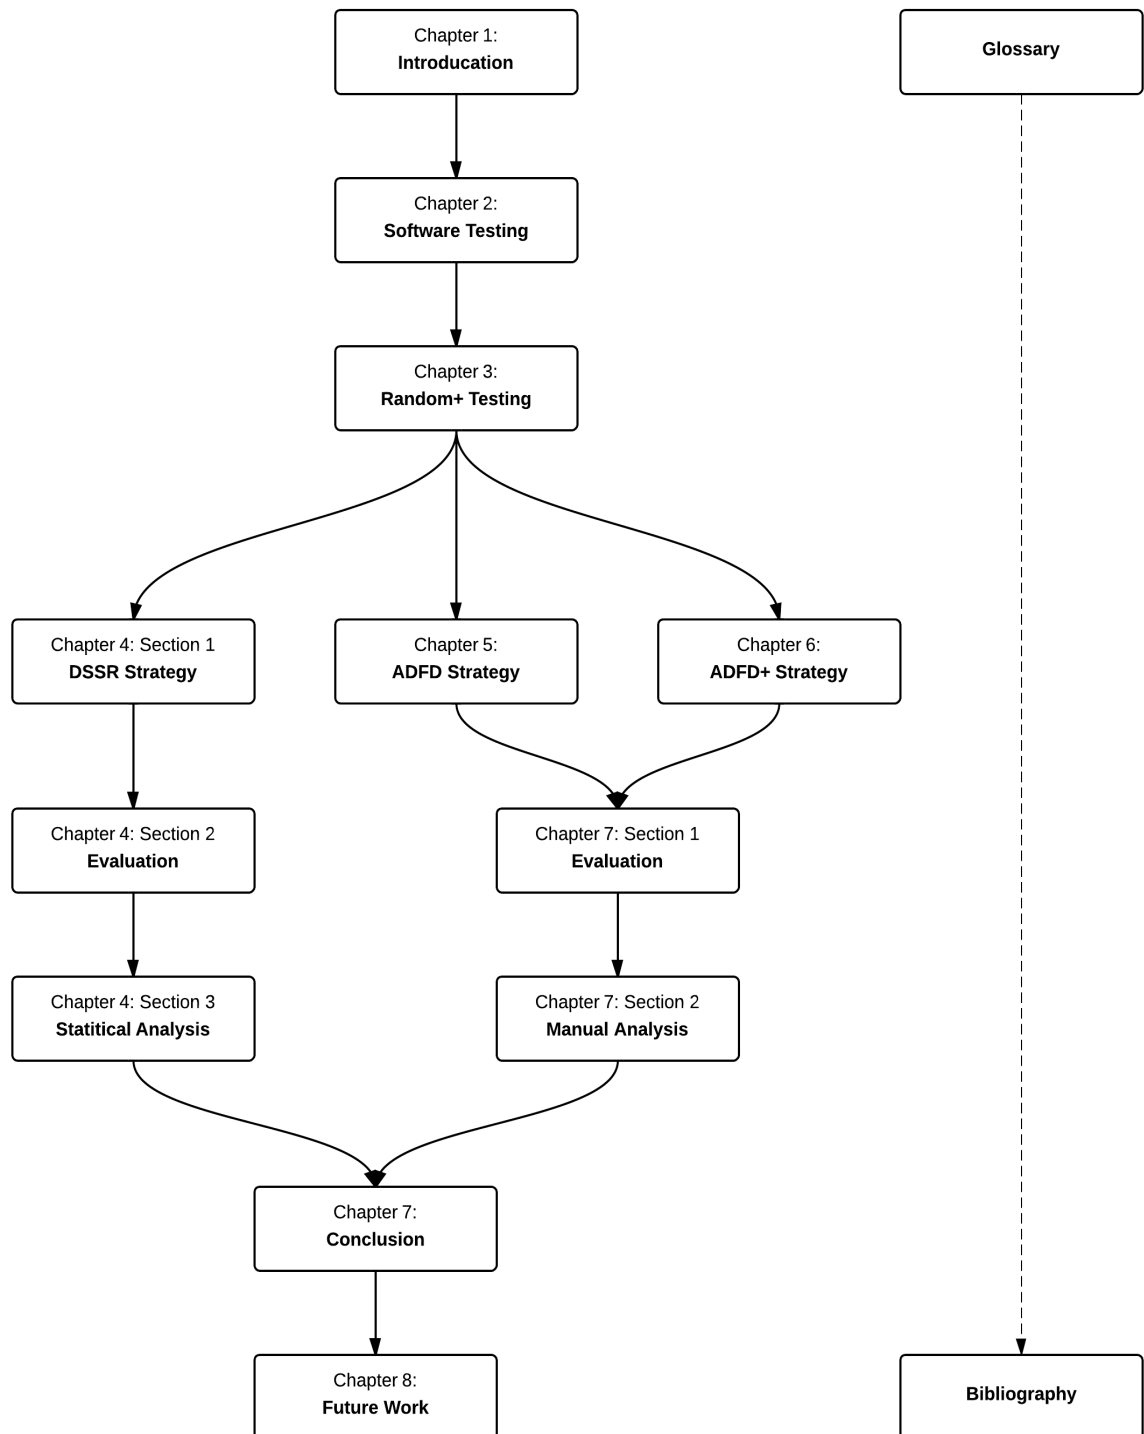 Chapter 1:
Introducation
Glossary
Chapter 2:
Software Testing
Chapter 3:
Random+ Testing
Chapter 4: Section 1
DSSR Strategy
Chapter 5:
ADFD Strategy
Chapter 6:
ADFD+ Strategy
Chapter 4: Section 2
Evaluation
Chapter 7: Section 1
Evaluation
Chapter 4: Section 3
Statitical Analysis
Chapter 7: Section 2
Manual Analysis
Chapter 7:
Conclusion
Chapter 8:
Future Work
Bibliography